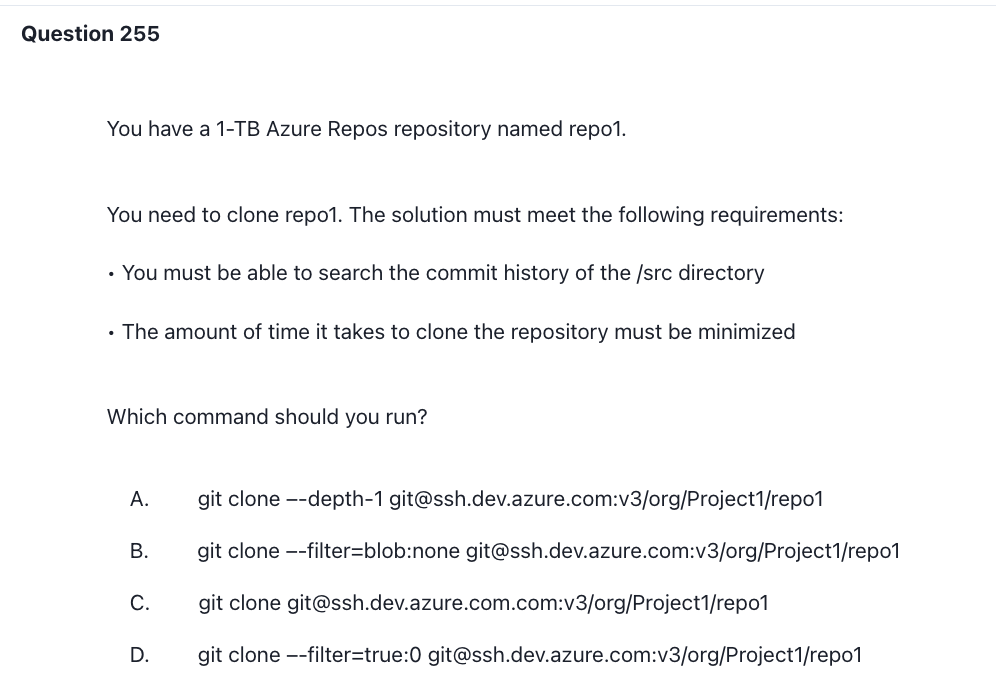 Question 255
You have a 1-TB Azure Repos repository named repo1.
You need to clone repo1. The solution must meet the following requirements:
• You must be able to search the commit history of the /src directory
• The amount of time it takes to clone the repository must be minimized
Which command should you run?
A. git clone –-depth-1 git@ssh.dev.azure.com:v3/org/Project1/repo1
B. git clone –-filter=blob:none git@ssh.dev.azure.com:v3/org/Project1/repo1
C. git clone git@ssh.dev.azure.com.com:v3/org/Project1/repo1
D. git clone –-filter=true:0 git@ssh.dev.azure.com:v3/org/Project1/repo1